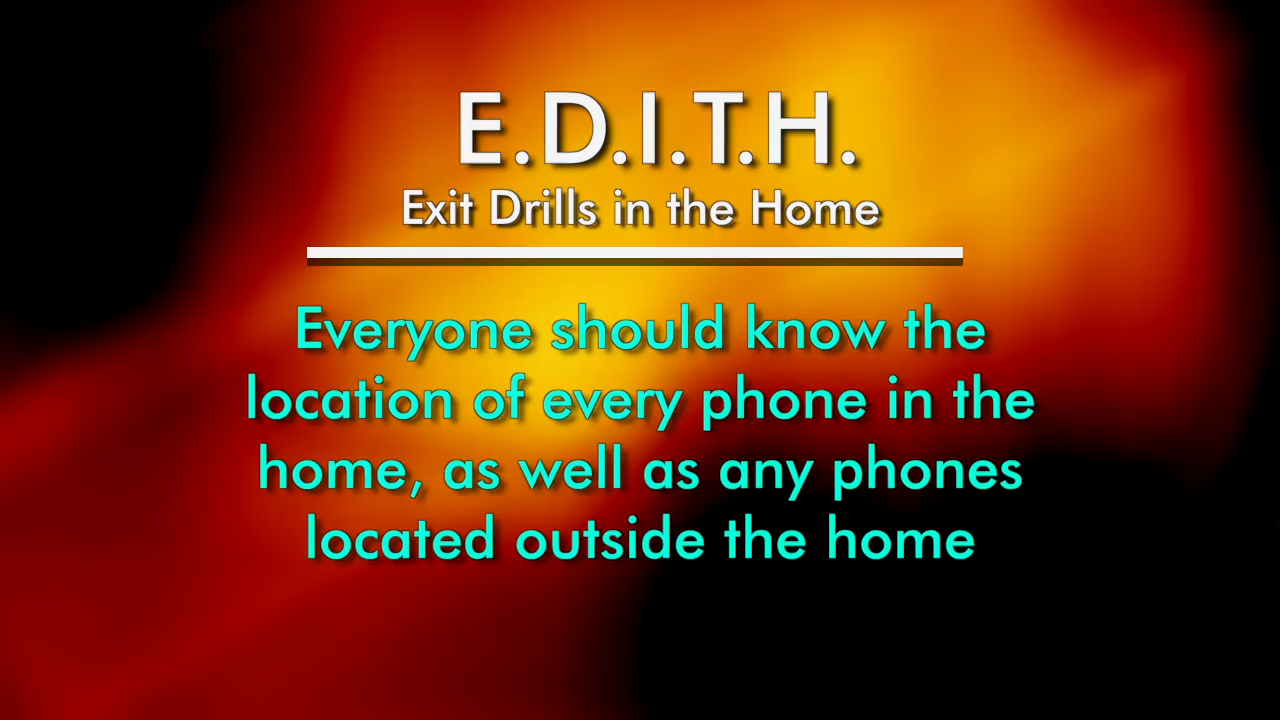 E.D.I.T.H.
Exit Drills in the Home
Everyone should know the
location of every phone in the
home, as well as any phones
located outside the home